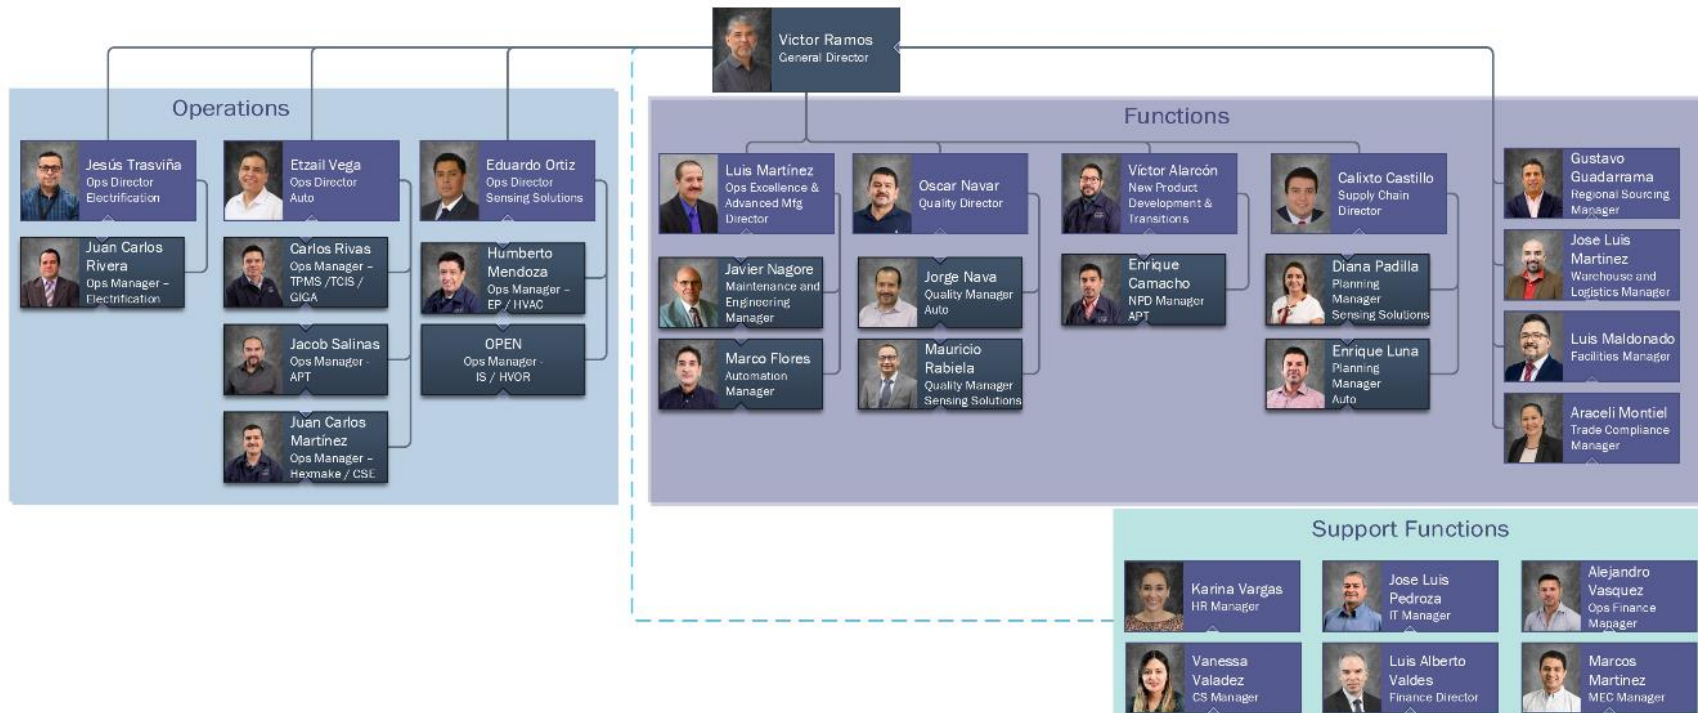 Victor Ramos
General Director
Operations
Jesús Trasviña
Ops Director
Electrification
Juan Carlos
Rivera
Ops Manager –
Electrification
Etzail Vega
Ops Director
Auto
Carlos Rivas
Ops Manager –
TPMS /TCIS /
GIGA
Jacob Salinas
Ops Manager -
APT
Juan Carlos
Martínez
Ops Manager –
Hexmake / CSE
Eduardo Ortiz
Ops Director
Sensing Solutions
Humberto
Mendoza
Ops Manager –
EP / HVAC
OPEN
Ops Manager -
IS / HVOR
Functions
Luis Martínez
Ops Excellence &
Advanced Mfg
Director
Javier Nagore
Maintenance and
Engineering
Manager
Marco Flores
Automation
Manager
Oscar Navar
Quality Director
Jorge Nava
Quality Manager
Auto
Mauricio
Rabiela
Quality Manager
Sensing Solutions
Víctor Alarcón
New Product
Development &
Transitions
Enrique
Camacho
NPD Manager
APT
Calixto Castillo
Supply Chain
Director
Diana Padilla
Planning
Manager
Sensing Solutions
Enrique Luna
Planning
Manager
Auto
Gustavo
Guadarrama
Regional Sourcing
Manager
Jose Luis
Martinez
Warehouse and
Logistics Manager
Luis Maldonado
Facilities Manager
Araceli Montiel
Trade Compliance
Manager
Support Functions
Karina Vargas
HR Manager
Jose Luis
Pedroza
IT Manager
Alejandro
Vasquez
Ops Finance
Manager
Vanessa
Valadez
CS Manager
Luis Alberto
Valdes
Finance Director
Marcos
Martinez
MEC Manager